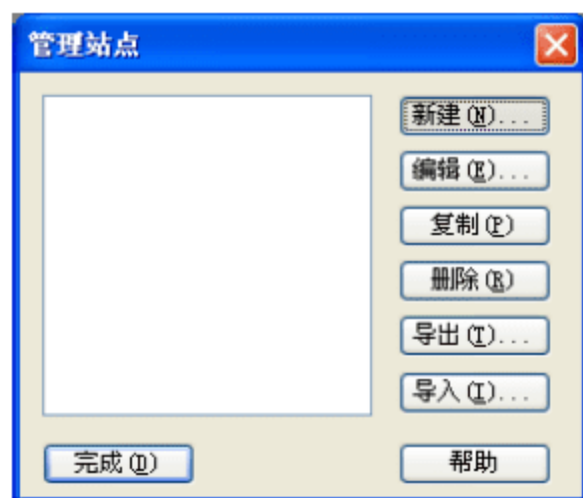 管理站点
新建(N)...
编辑(E)...
复制(P)
删除(R)
导出(T)...
导入(I)...
完成(D)
帮助